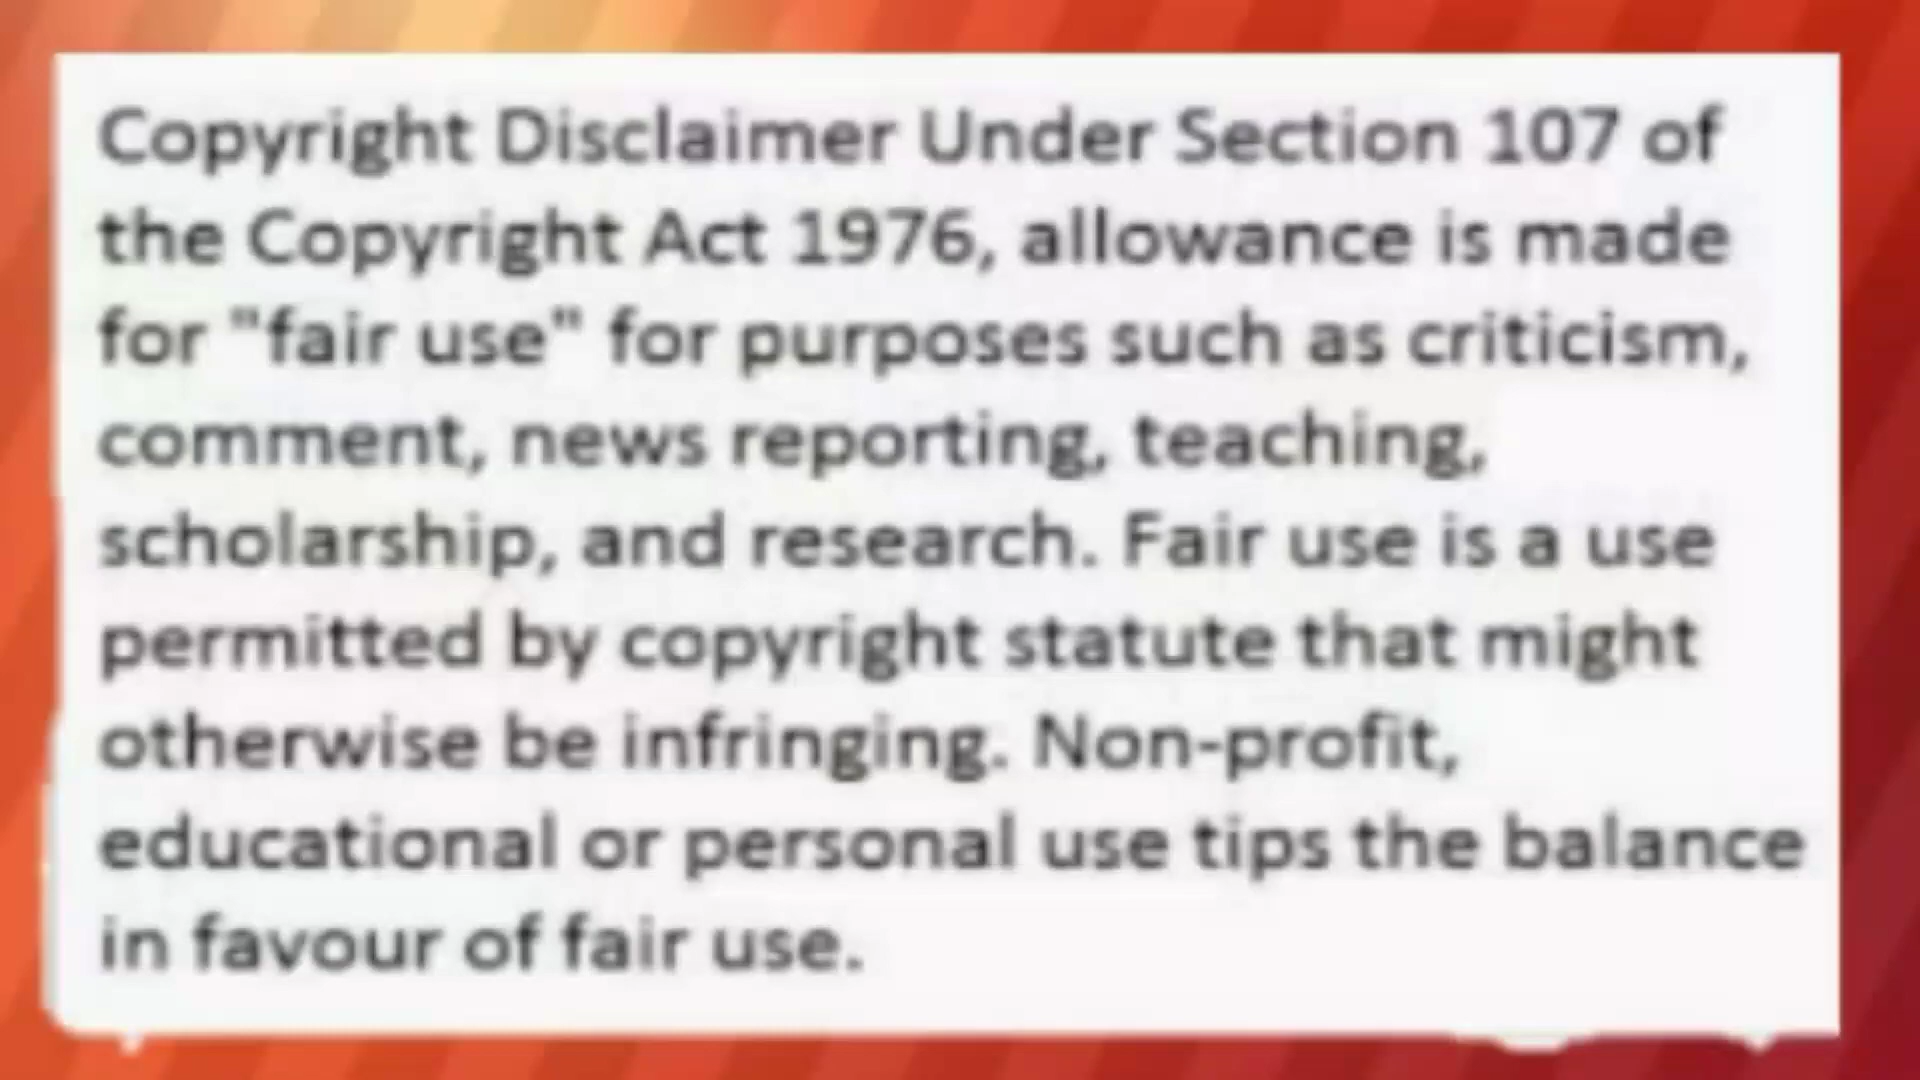 Copyright Disclaimer Under Section 107 of
the Copyright Act 1976, allowance is made
for "fair use" for purposes such as criticism,
comment, news reporting, teaching,
scholarship, and research. Fair use is a use
permitted by copyright statute that might
otherwise be infringing. Non-profit,
educational or personal use tips the balance
in favour of fair use.